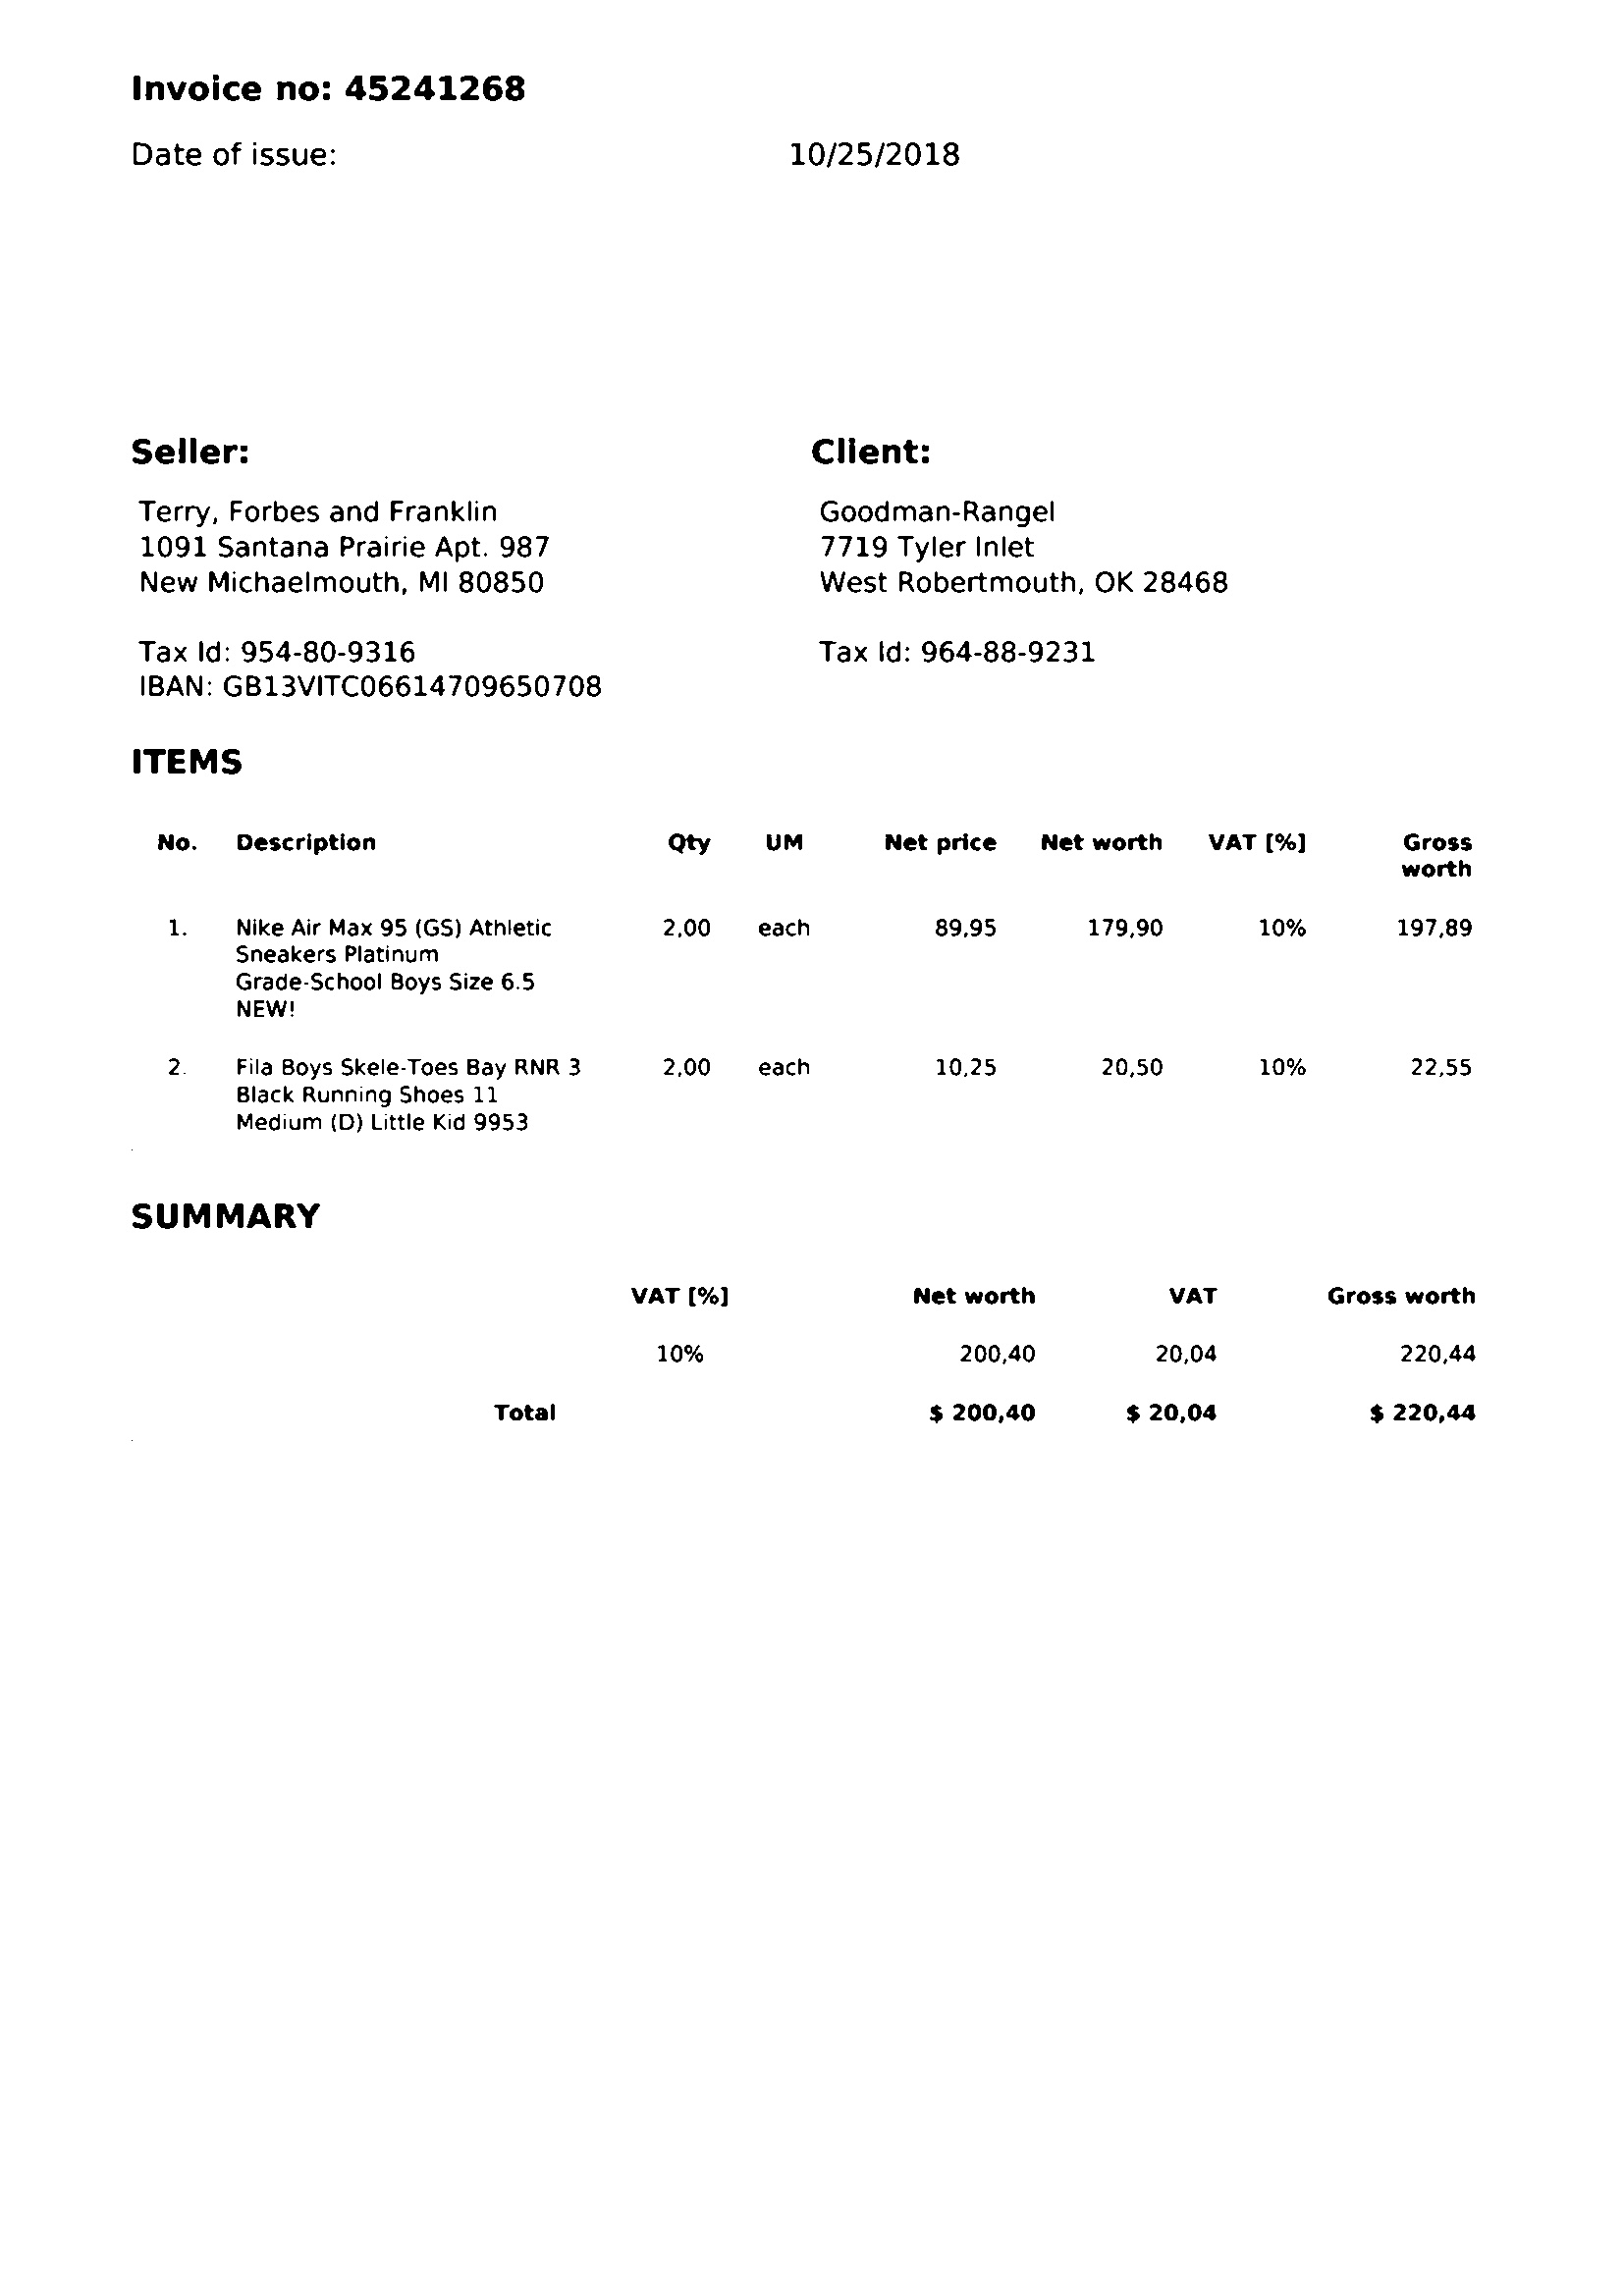 Invoice no: 45241268
Date of issue: 10/25/2018
Seller: Client:
Terry, Forbes and Franklin Goodman-Rangel
1091 Santana Prairie Apt. 987 7719 Tyler Inlet
New Michaelmouth, MI 80850 West Robertmouth, OK 28468
Tax Id: 954-80-9316 Tax Id: 964-88-9231
IBAN: GB13VITC06614709650708
ITEMS
No. Description Qty UM Net price Net worth VAT [%] Gross
worth
1. Nike Air Max 95 (GS) Athletic 2,00 each 89,95 179,90 10% 197,89
Sneakers Platinum
Grade-School Boys Size 6.5
NEW!
2. Fila Boys Skele-Toes Bay RNR 3 2,00 each 10,25 20,50 10% 22,55
Black Running Shoes 11
Medium (D) Little Kid 9953
SUMMARY
VAT [%] Net worth VAT Gross worth
10% 200,40 20,04 220,44
Total $ 200,40 $ 20,04 $ 220,44